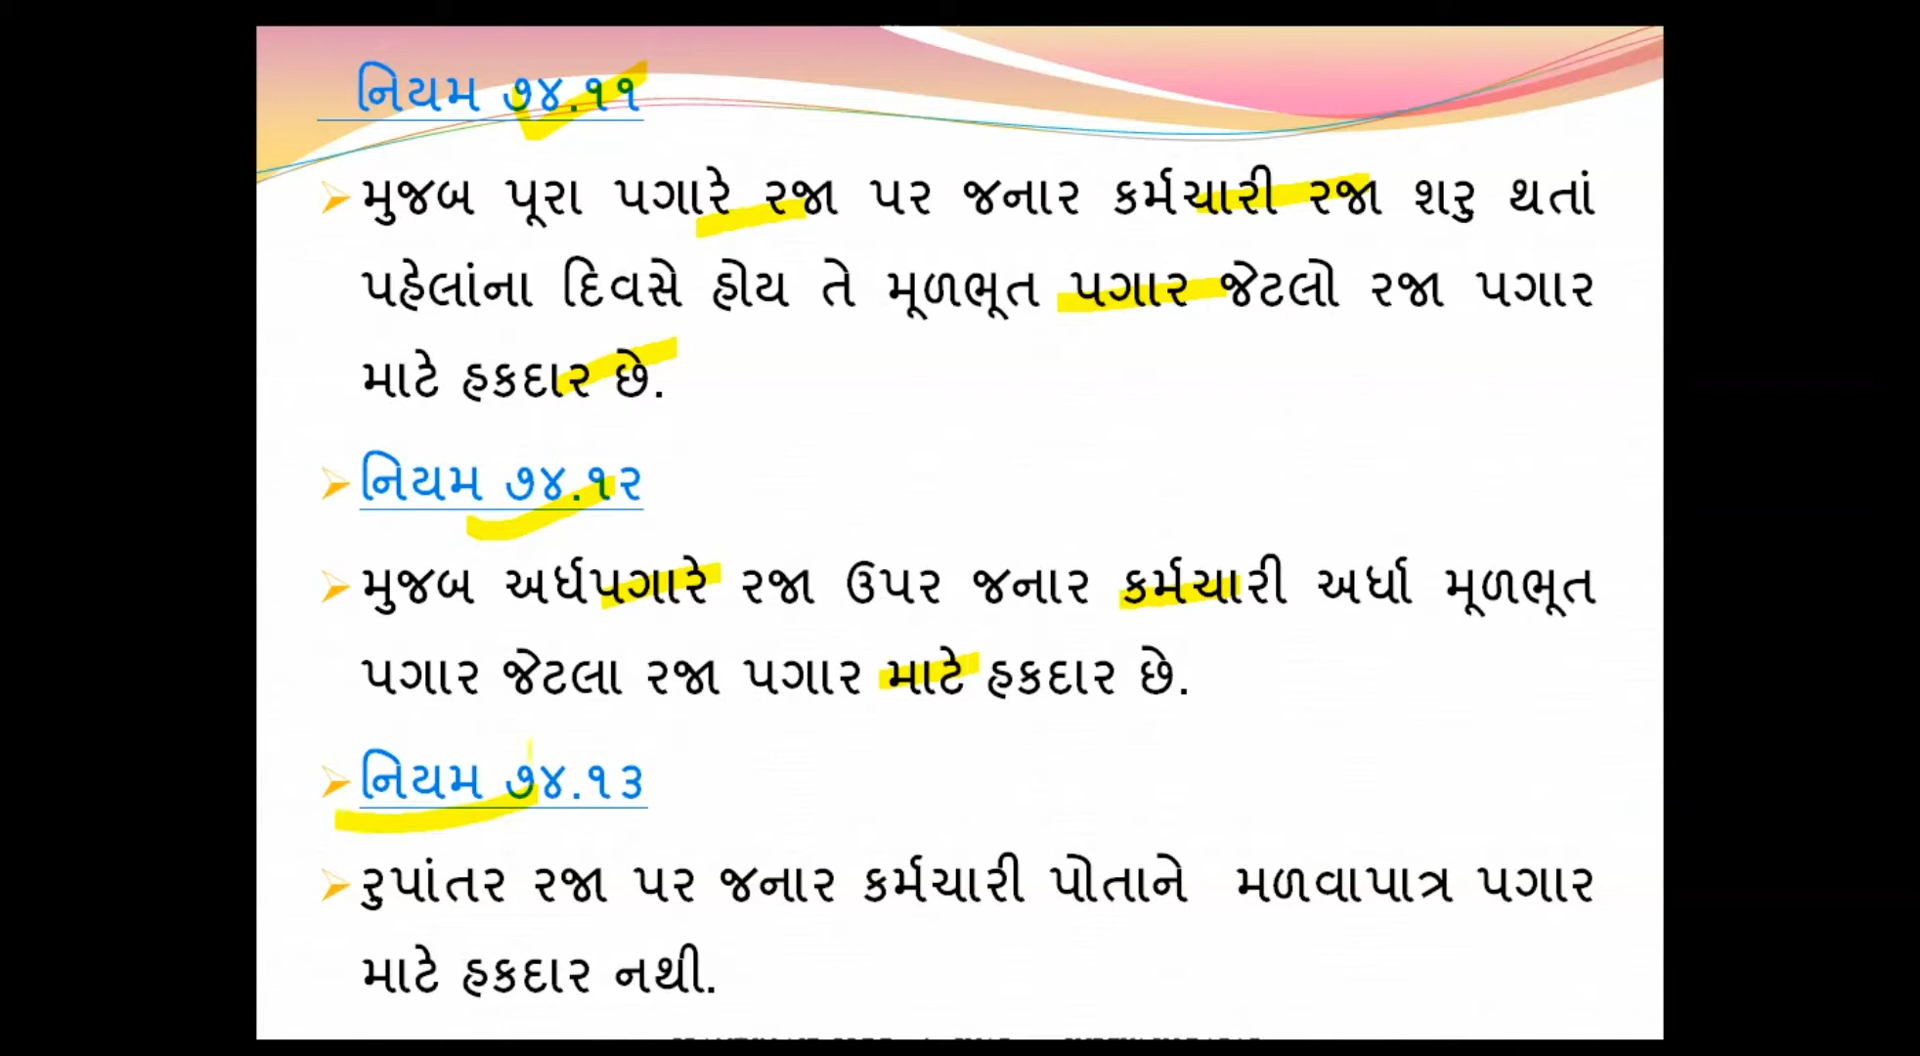 નિયમ ૭૪.૧૧
➢મુજબ પૂરા પગારે રજા પર જનાર કર્મચારી રજા શરુ થતાં
પહેલાંના દિવસે હોય તે મૂળભૂત પગાર જેટલો રજા પગાર
માટે હકદાર છે.
➢નિયમ ૭૪.૧૨
➢મુજબ અર્ધપગારે રજા ઉપર જનાર કર્મચારી અર્ધા મૂળભૂત
પગાર જેટલા રજા પગાર માટે હકદાર છે.
➢નિયમ ૭૪.૧૩
➢રુપાંતર રજા પર જનાર કર્મચારી પોતાને મળવાપાત્ર પગાર
માટે હકદાર નથી.